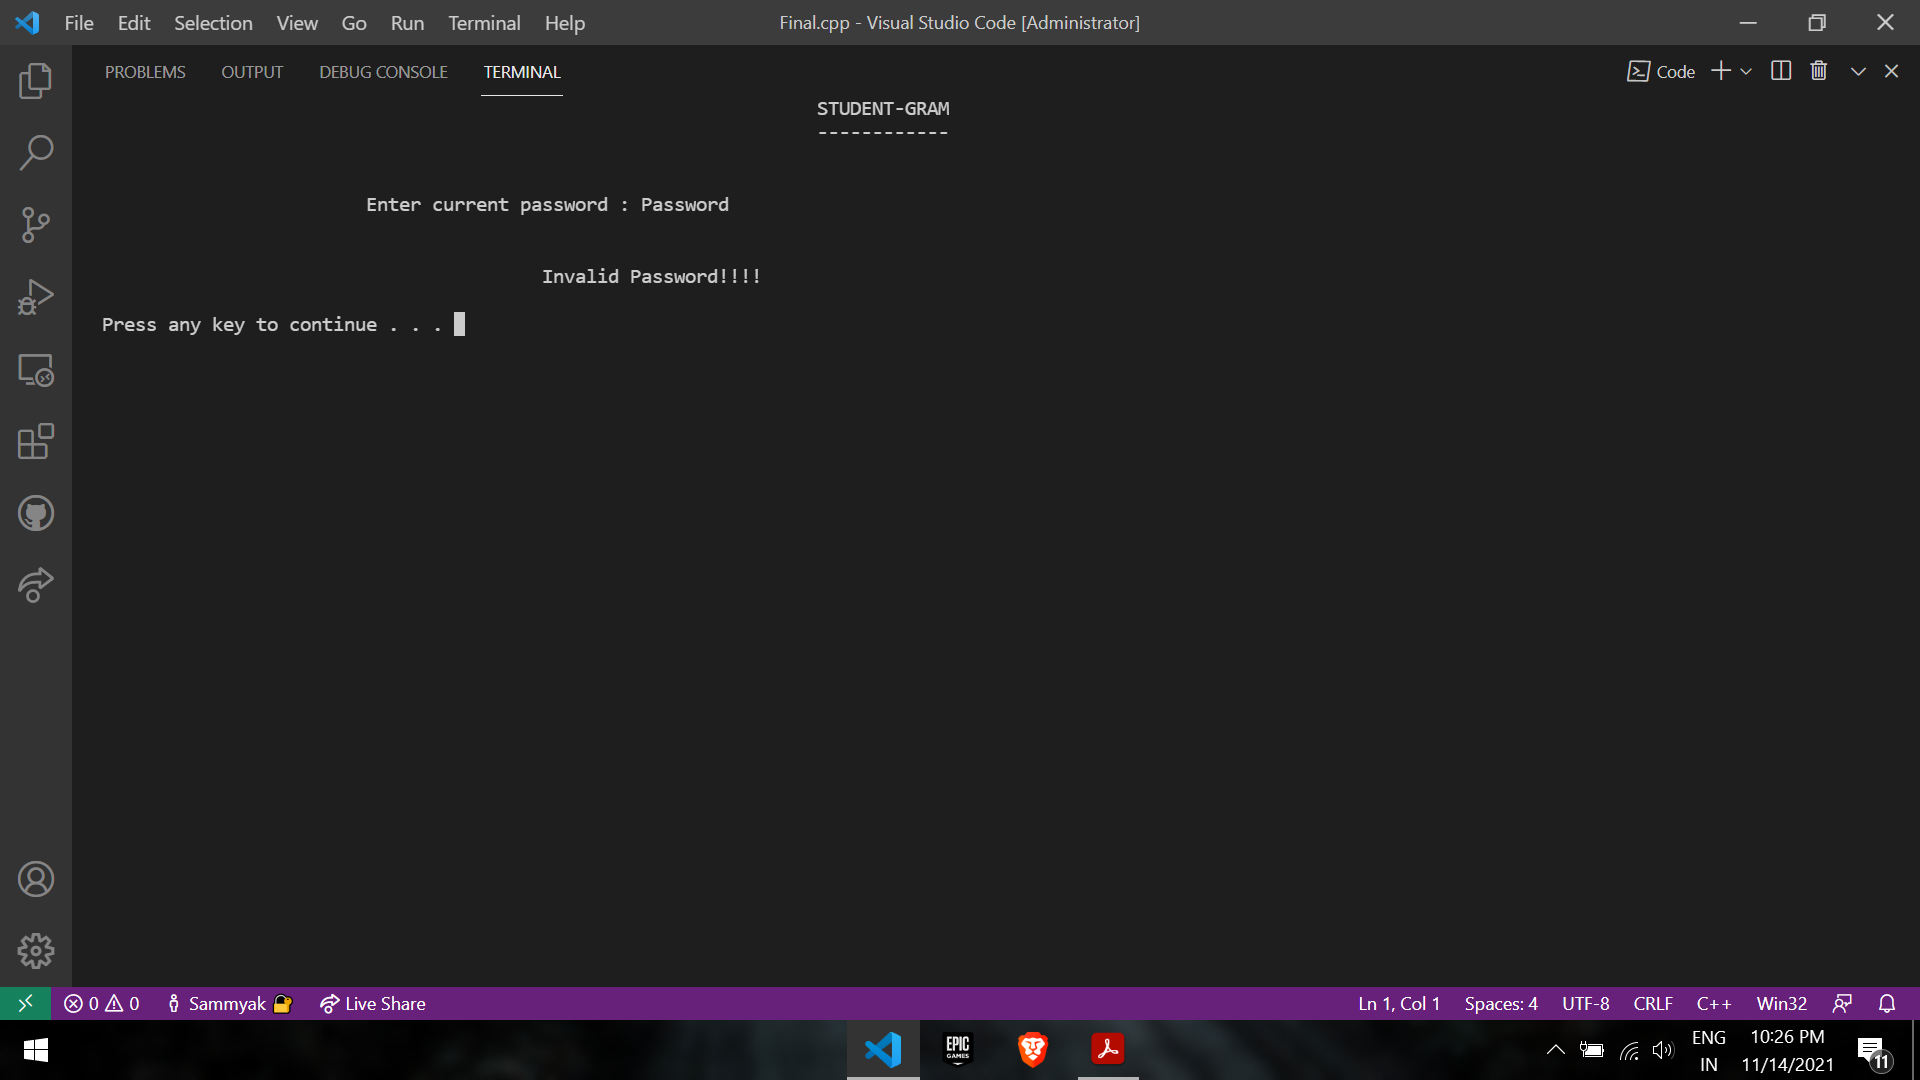 File Edit Selection View Go Run Terminal Help Final.cpp - Visual Studio Code [Administrator]
PROBLEMS OUTPUT DEBUG CONSOLE TERMINAL Code
STUDENT-GRAM
------------
Enter current password : Password
Invalid Password!!!!
Press any key to continue . . .
0 0 Sammyak Live Share Ln 1, Col 1 Spaces: 4 UTF-8 CRLF C++ Win32
EPIC GAMES
ENG 10:26 PM
IN 11/14/2021 11